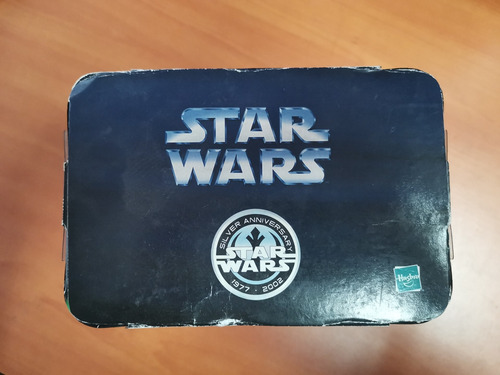 STAR
WARS
SILVER ANNIVERSARY
STAR
WARS
1977 • 2002
Hasbro